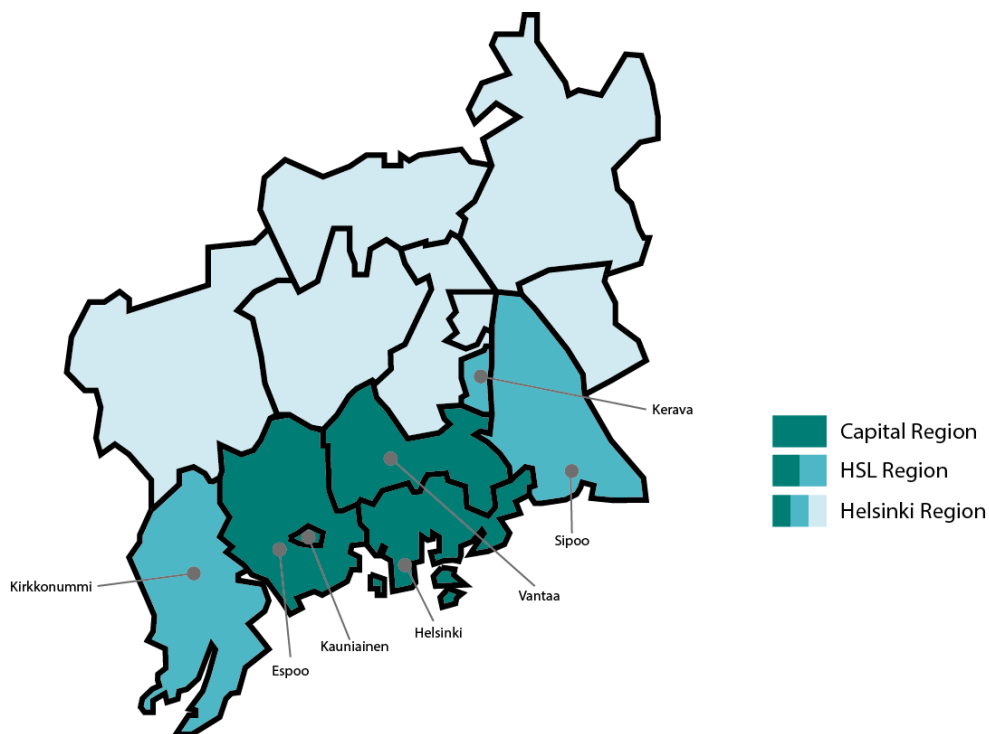 Kerava
Capital Region
HSL Region
Helsinki Region
Sipoo
Kirkkonummi
Vantaa
Helsinki
Kauniainen
Espoo